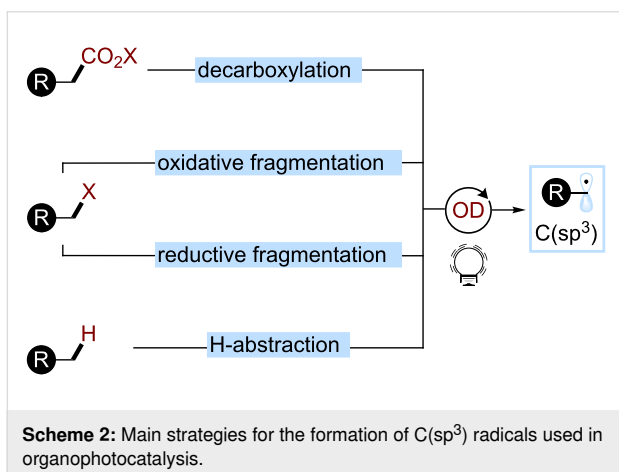 CO₂X
R
decarboxylation
oxidative fragmentation
X
R
reductive fragmentation
OD
R
C(sp³)
H
R
H-abstraction
Scheme 2: Main strategies for the formation of C(sp³) radicals used in
organophotocatalysis.